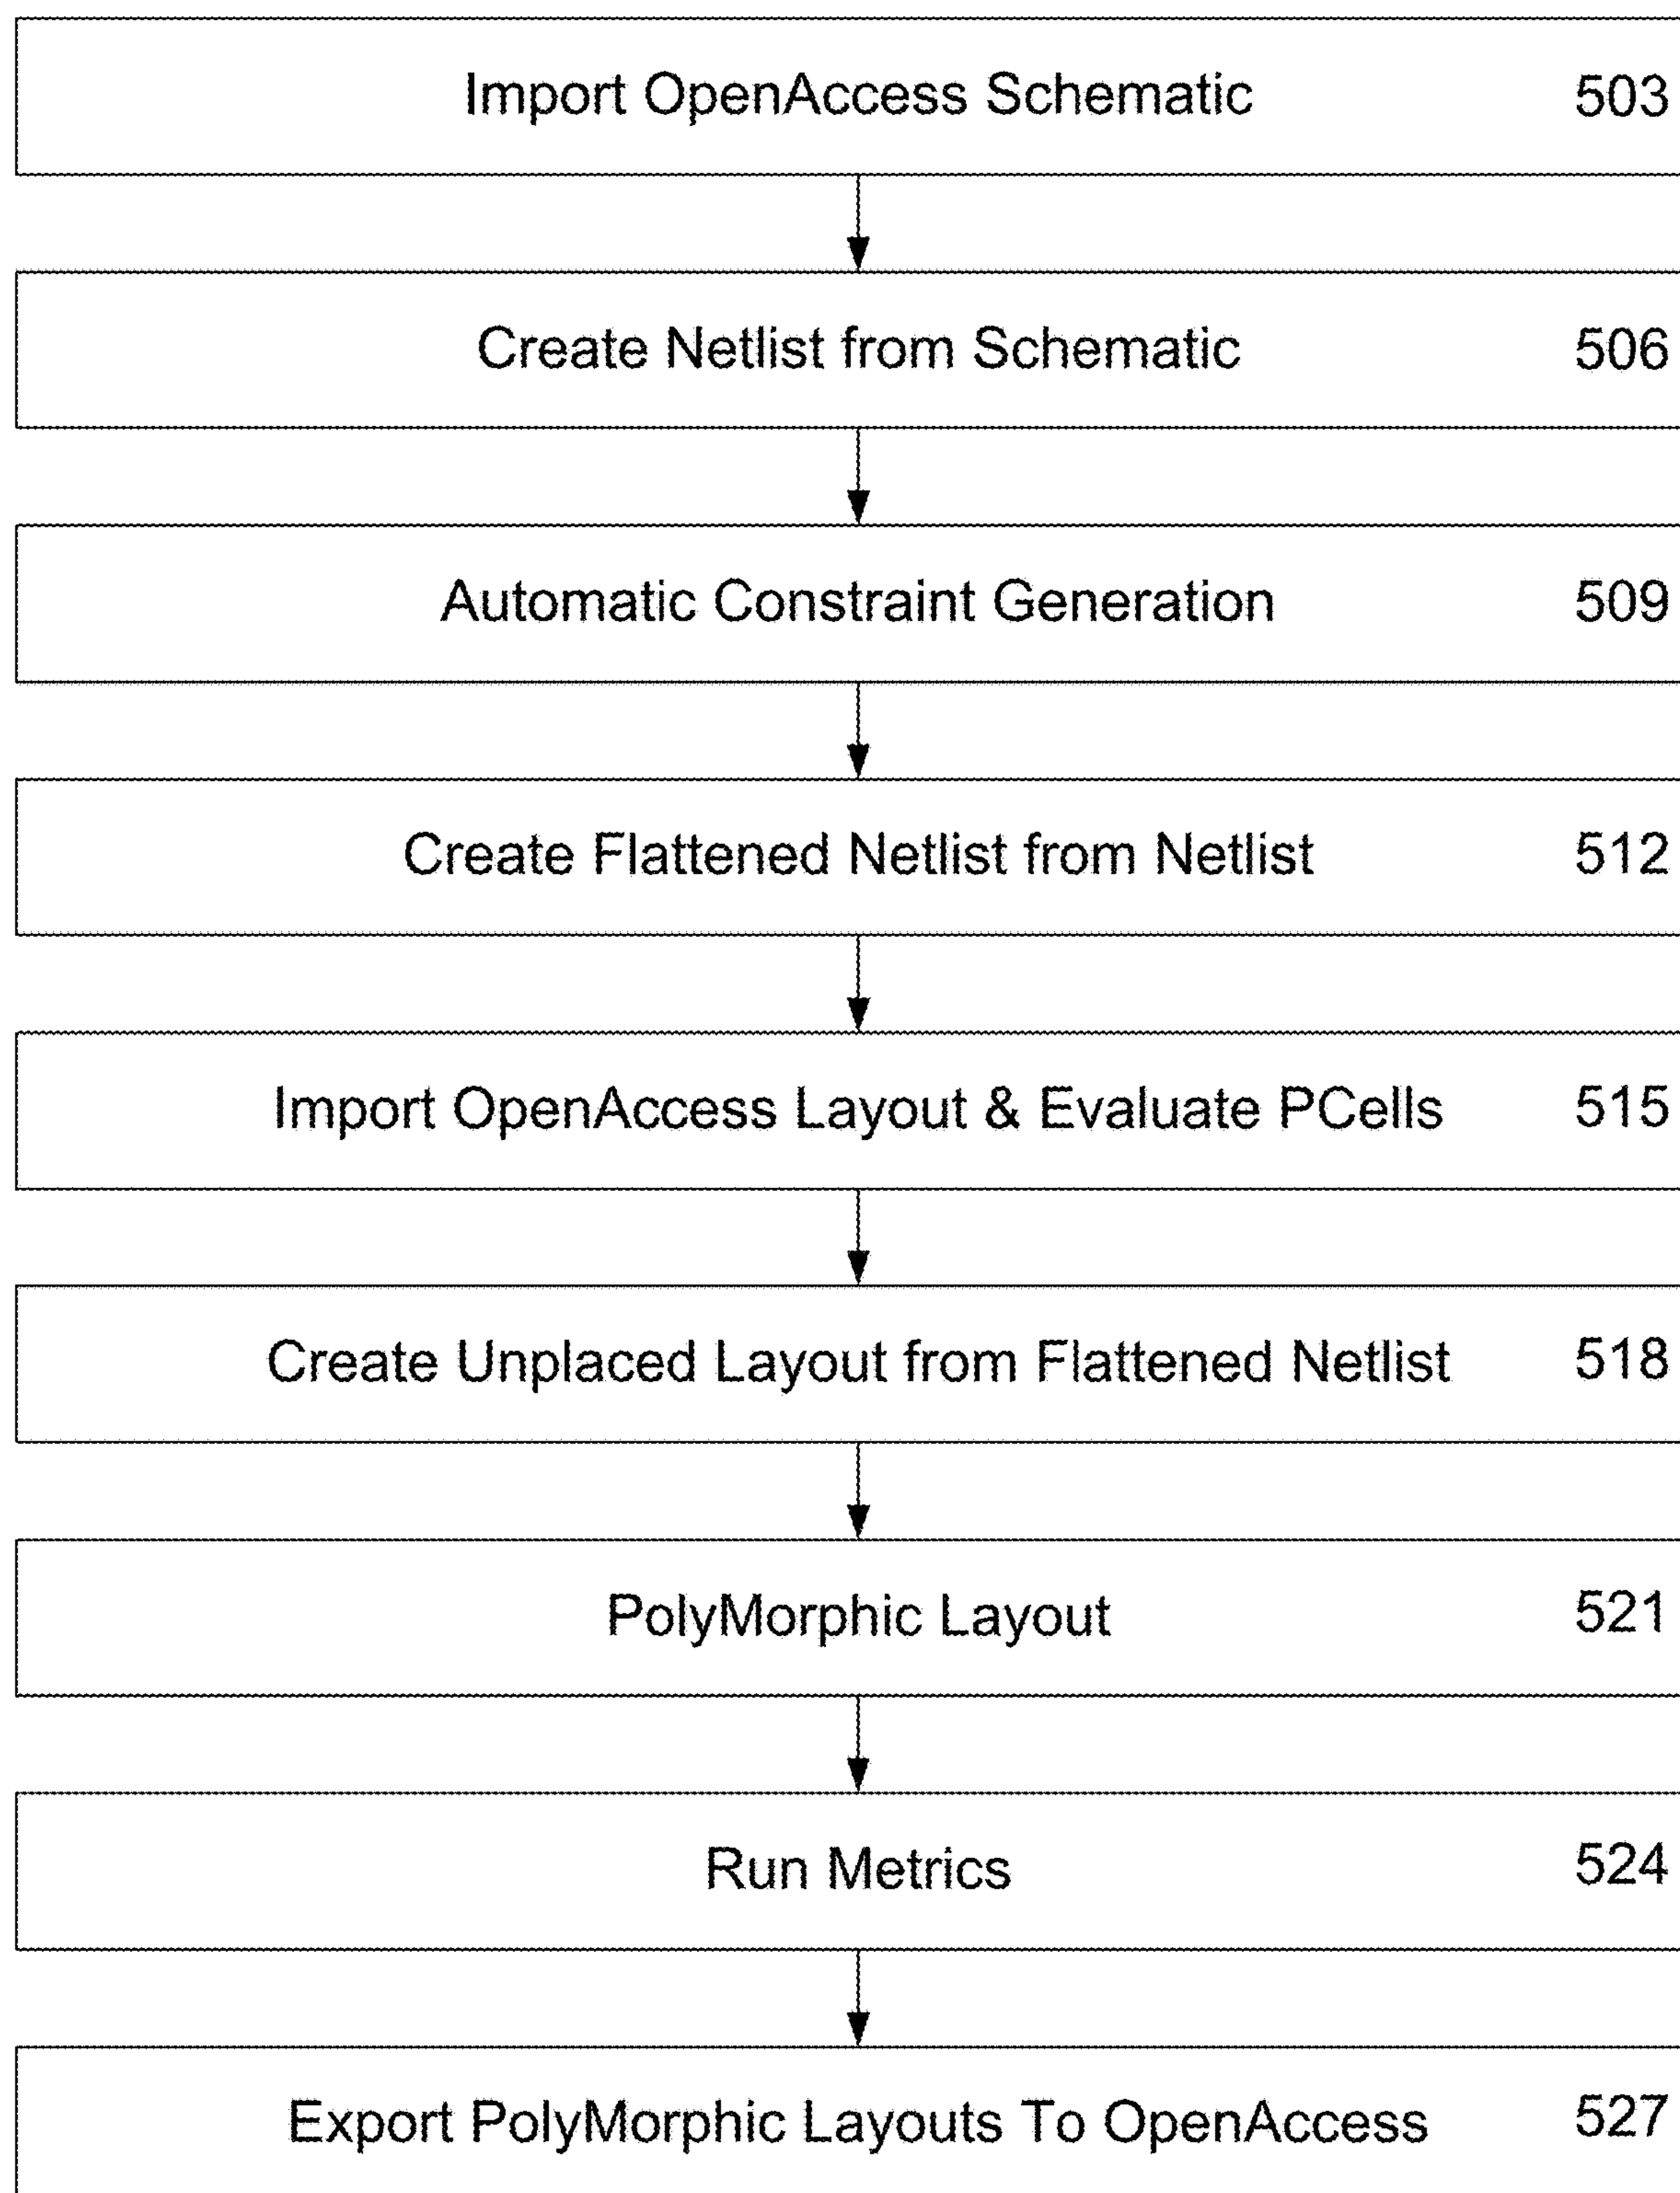 Import OpenAccess Schematic 503
Create Netlist from Schematic 506
Automatic Constraint Generation 509
Create Flattened Netlist from Netlist 512
Import OpenAccess Layout & Evaluate PCells 515
Create Unplaced Layout from Flattened Netlist 518
PolyMorphic Layout 521
Run Metrics 524
Export PolyMorphic Layouts To OpenAccess 527